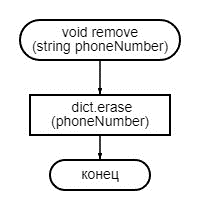 void remove
(string phoneNumber)
dict.erase
(phoneNumber)
конец